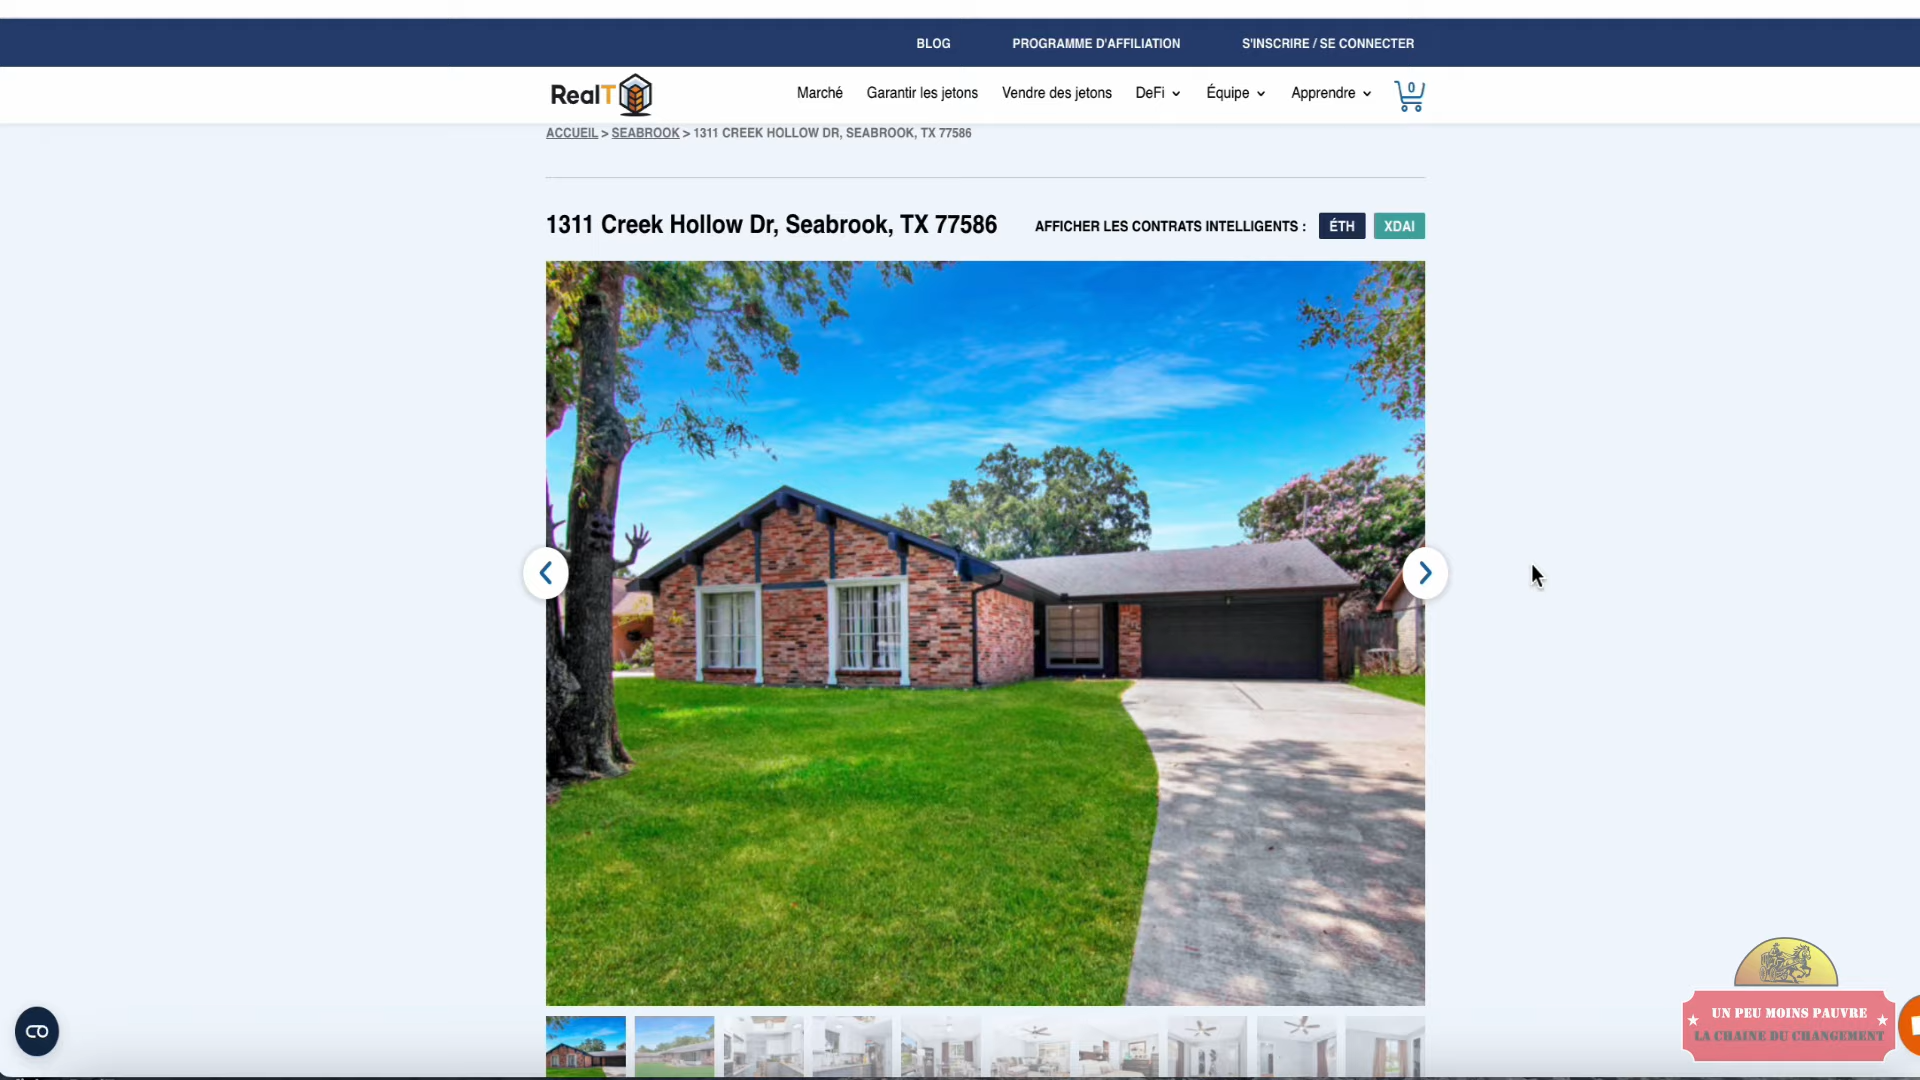 BLOG
PROGRAMME D'AFFILIATION
S'INSCRIRE / SE CONNECTER
RealT
Marché
Garantir les jetons
Vendre des jetons
DeFi
Équipe
Apprendre
0
ACCUEIL > SEABROOK > 1311 CREEK HOLLOW DR, SEABROOK, TX 77586
1311 Creek Hollow Dr, Seabrook, TX 77586
AFFICHER LES CONTRATS INTELLIGENTS :
ÉTH
XDAI
UN PEU MOINS PAUVRE
LA CHAINE DU CHANGEMENT